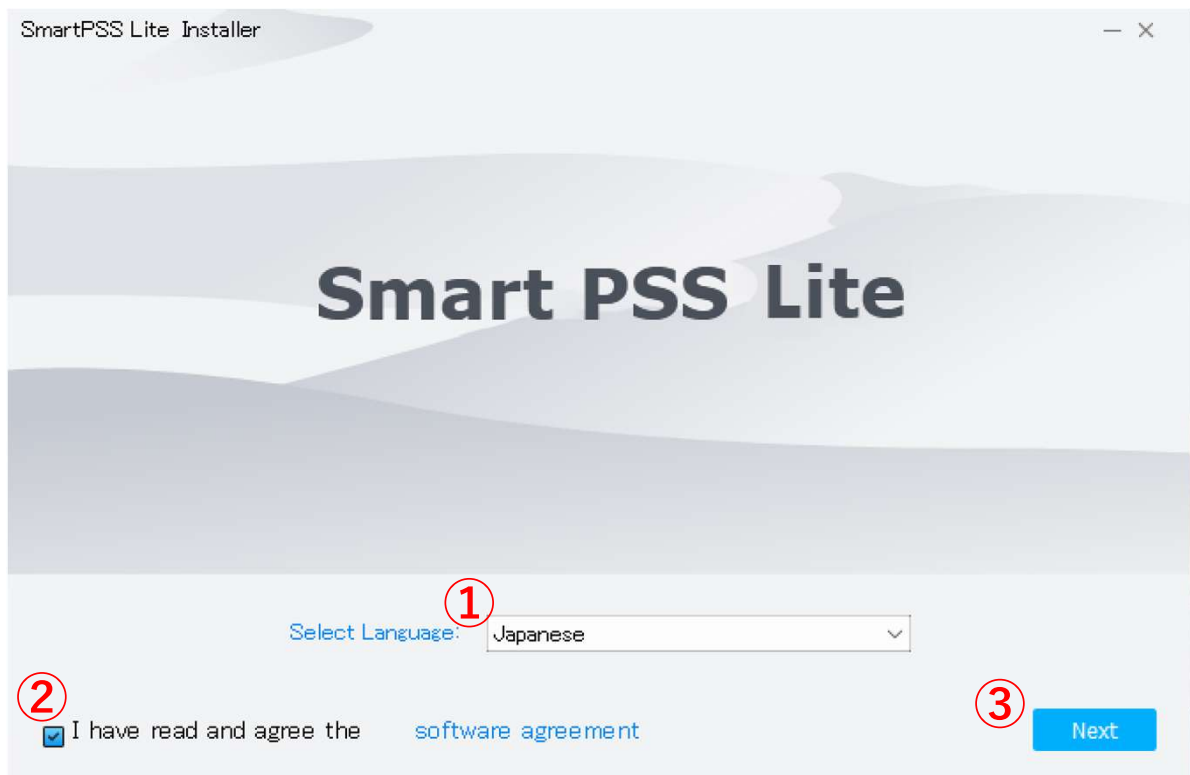 SmartPSS Lite Installer
Smart PSS Lite
①
Select Language: Japanese
②
I have read and agree the software agreement
③
Next